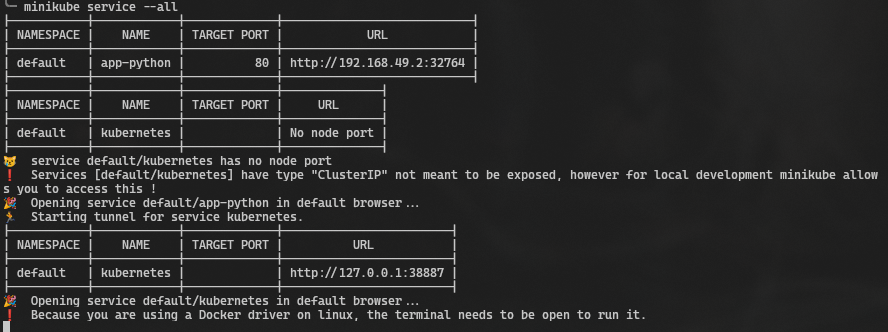 minikube service --all
| NAMESPACE | NAME | TARGET PORT | URL |
| default | app-python | 80 | http://192.168.49.2:32764 |
| NAMESPACE | NAME | TARGET PORT | URL |
| default | kubernetes | | No node port |
😿 service default/kubernetes has no node port
❗ Services [default/kubernetes] have type "ClusterIP" not meant to be exposed, however for local development minikube allow
s you to access this !
🎉 Opening service default/app-python in default browser...
🏃 Starting tunnel for service kubernetes.
| NAMESPACE | NAME | TARGET PORT | URL |
| default | kubernetes | | http://127.0.0.1:38887 |
🎉 Opening service default/kubernetes in default browser...
❗ Because you are using a Docker driver on linux, the terminal needs to be open to run it.